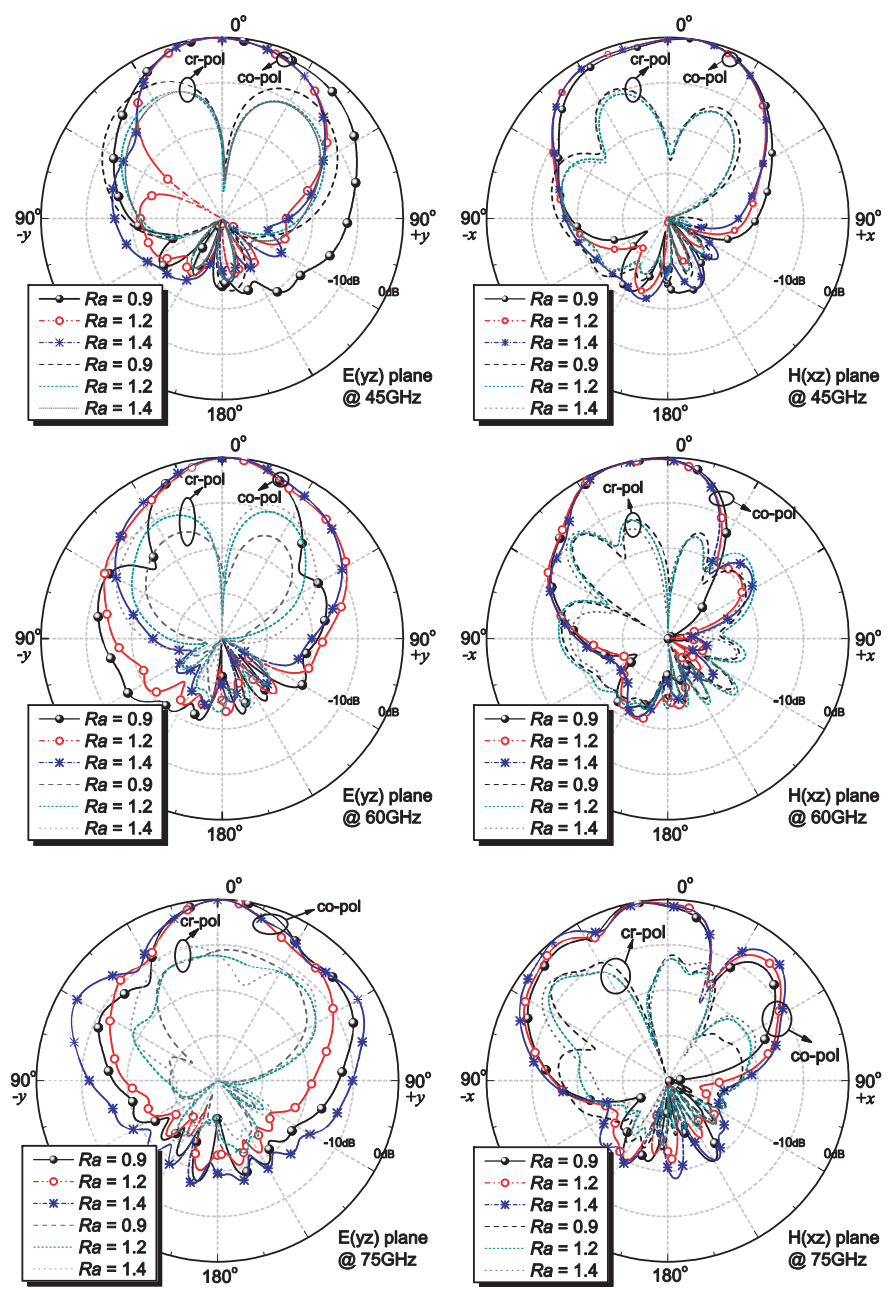 0°
cr-pol
co-pol
90°
-y
90°
+y
-10dB
0dB
Ra = 0.9
Ra = 1.2
Ra = 1.4
Ra = 0.9
Ra = 1.2
Ra = 1.4
E(yz) plane
@ 45GHz
180°
0°
cr-pol
co-pol
90°
-x
90°
+x
-10dB
0dB
Ra = 0.9
Ra = 1.2
Ra = 1.4
Ra = 0.9
Ra = 1.2
Ra = 1.4
H(xz) plane
@ 45GHz
180°
0°
cr-pol
co-pol
90°
-y
90°
+y
-10dB
0dB
Ra = 0.9
Ra = 1.2
Ra = 1.4
Ra = 0.9
Ra = 1.2
Ra = 1.4
E(yz) plane
@ 60GHz
180°
0°
cr-pol
co-pol
90°
-x
90°
+x
-10dB
0dB
Ra = 0.9
Ra = 1.2
Ra = 1.4
Ra = 0.9
Ra = 1.2
Ra = 1.4
H(xz) plane
@ 60GHz
180°
0°
cr-pol
co-pol
90°
-y
90°
+y
-10dB
0dB
Ra = 0.9
Ra = 1.2
Ra = 1.4
Ra = 0.9
Ra = 1.2
Ra = 1.4
E(yz) plane
@ 75GHz
180°
0°
cr-pol
co-pol
90°
-x
90°
+x
-10dB
0dB
Ra = 0.9
Ra = 1.2
Ra = 1.4
Ra = 0.9
Ra = 1.2
Ra = 1.4
H(xz) plane
@ 75GHz
180°